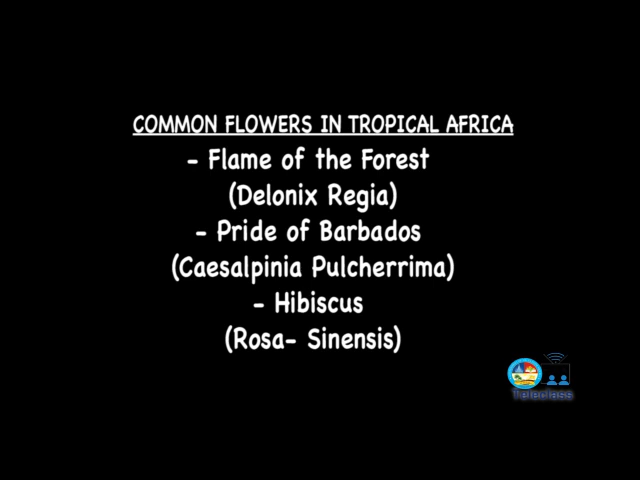 COMMON FLOWERS IN TROPICAL AFRICA
- Flame of the Forest
(Delonix Regia)
- Pride of Barbados
(Caesalpinia Pulcherrima)
- Hibiscus
(Rosa- Sinensis)
Teleclass